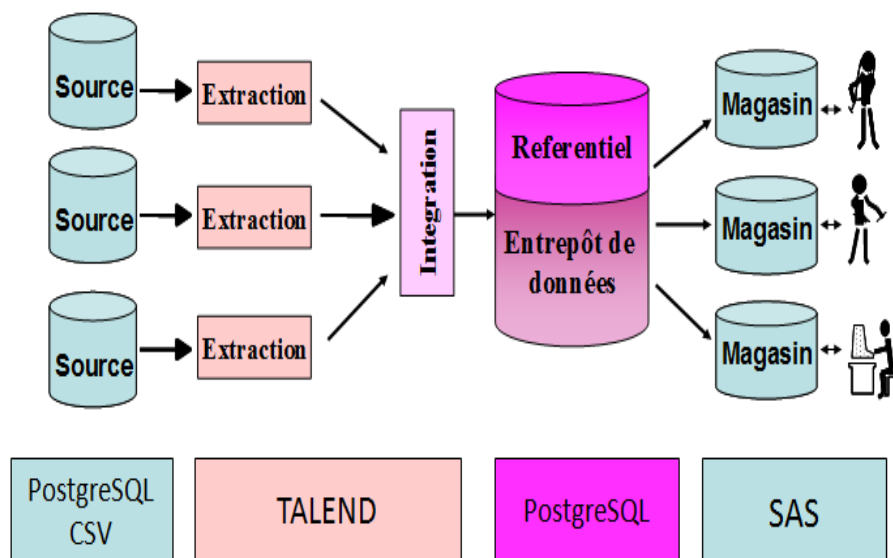 Source
Extraction
Source
Extraction
Source
Extraction
Integration
Referentiel
Entrepôt de
données
Magasin
Magasin
Magasin
PostgreSQL
CSV
TALEND
PostgreSQL
SAS